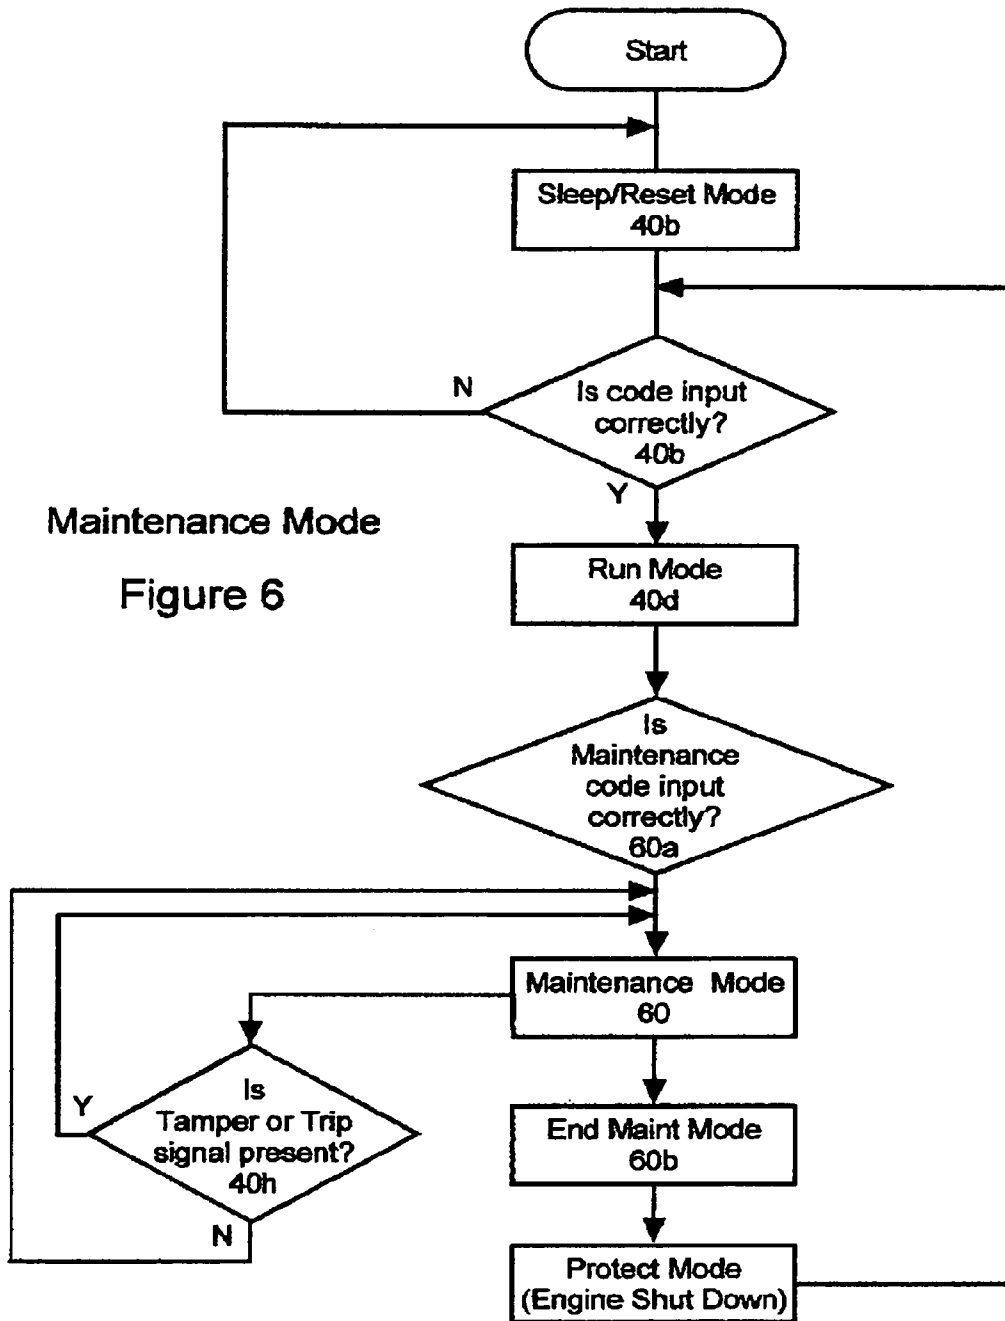 Start
Sleep/Reset Mode
40b
N
Is code input
correctly?
40b
Y
Maintenance Mode
Figure 6
Run Mode
40d
Is
Maintenance
code input
correctly?
60a
Maintenance Mode
60
Y
Is
Tamper or Trip
signal present?
40h
N
End Maint Mode
60b
Protect Mode
(Engine Shut Down)